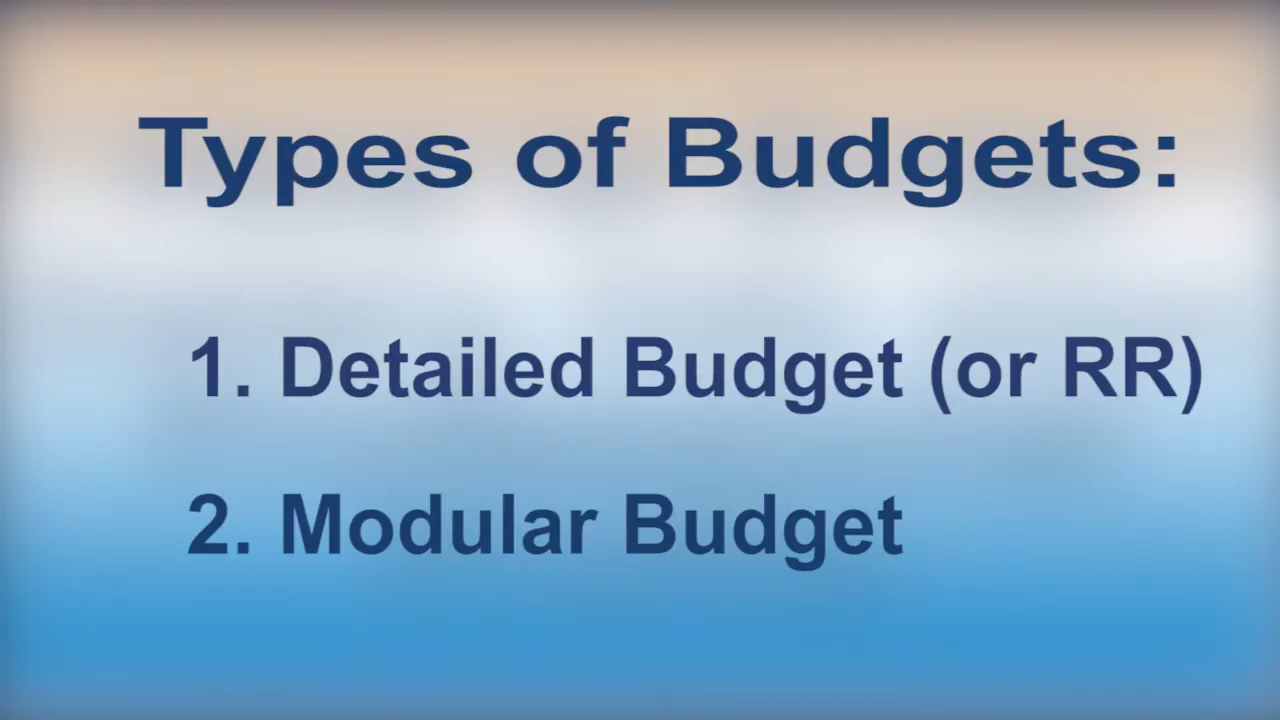 Types of Budgets:
1. Detailed Budget (or RR)
2. Modular Budget